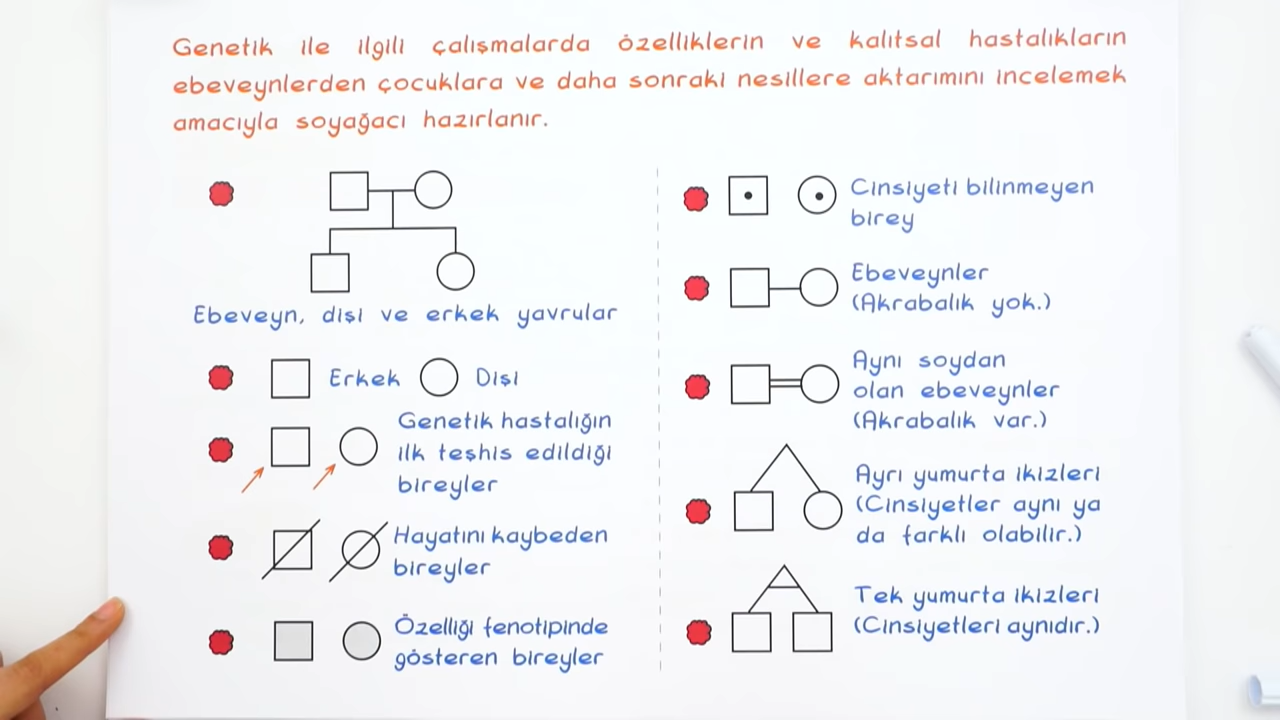 Genetik ile ilgili çalışmalarda özelliklerin ve kalıtsal hastalıkların
ebeveynlerden çocuklara ve daha sonraki nesillere aktarımını incelemek
amacıyla soyağacı hazırlanır.
Ebeveyn, dişi ve erkek yavrular
Erkek
Dişi
Genetik hastalığın
ilk teşhis edildiği
bireyler
Hayatını kaybeden
bireyler
Özelliği fenotipinde
gösteren bireyler
Cinsiyeti bilinmeyen
birey
Ebeveynler
(Akrabalık yok.)
Aynı soydan
olan ebeveynler
(Akrabalık var.)
Ayrı yumurta ikizleri
(Cinsiyetler aynı ya
da farklı olabilir.)
Tek yumurta ikizleri
(Cinsiyetleri aynıdır.)